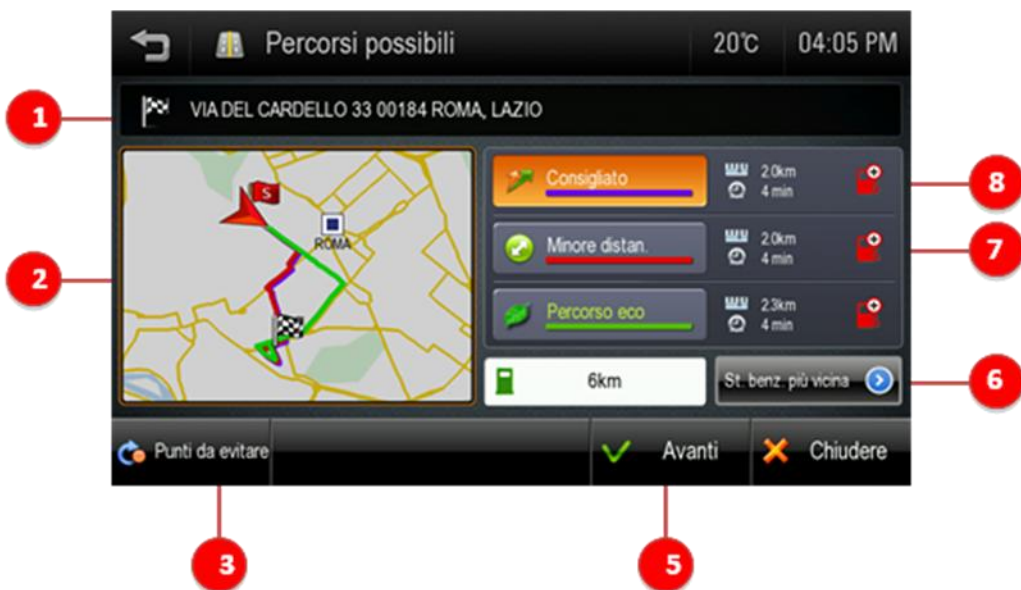 Percorsi possibili 20°C 04:05 PM
1
VIA DEL CARDELLO 33 00184 ROMA, LAZIO
S
ROMA
2
Consigliato 2.0km
4 min
8
Minore distan. 2.0km
4 min
7
Percorso eco 2.3km
4 min
6km St. benz. più vicina
6
Punti da evitare Avanti Chiudere
3 5